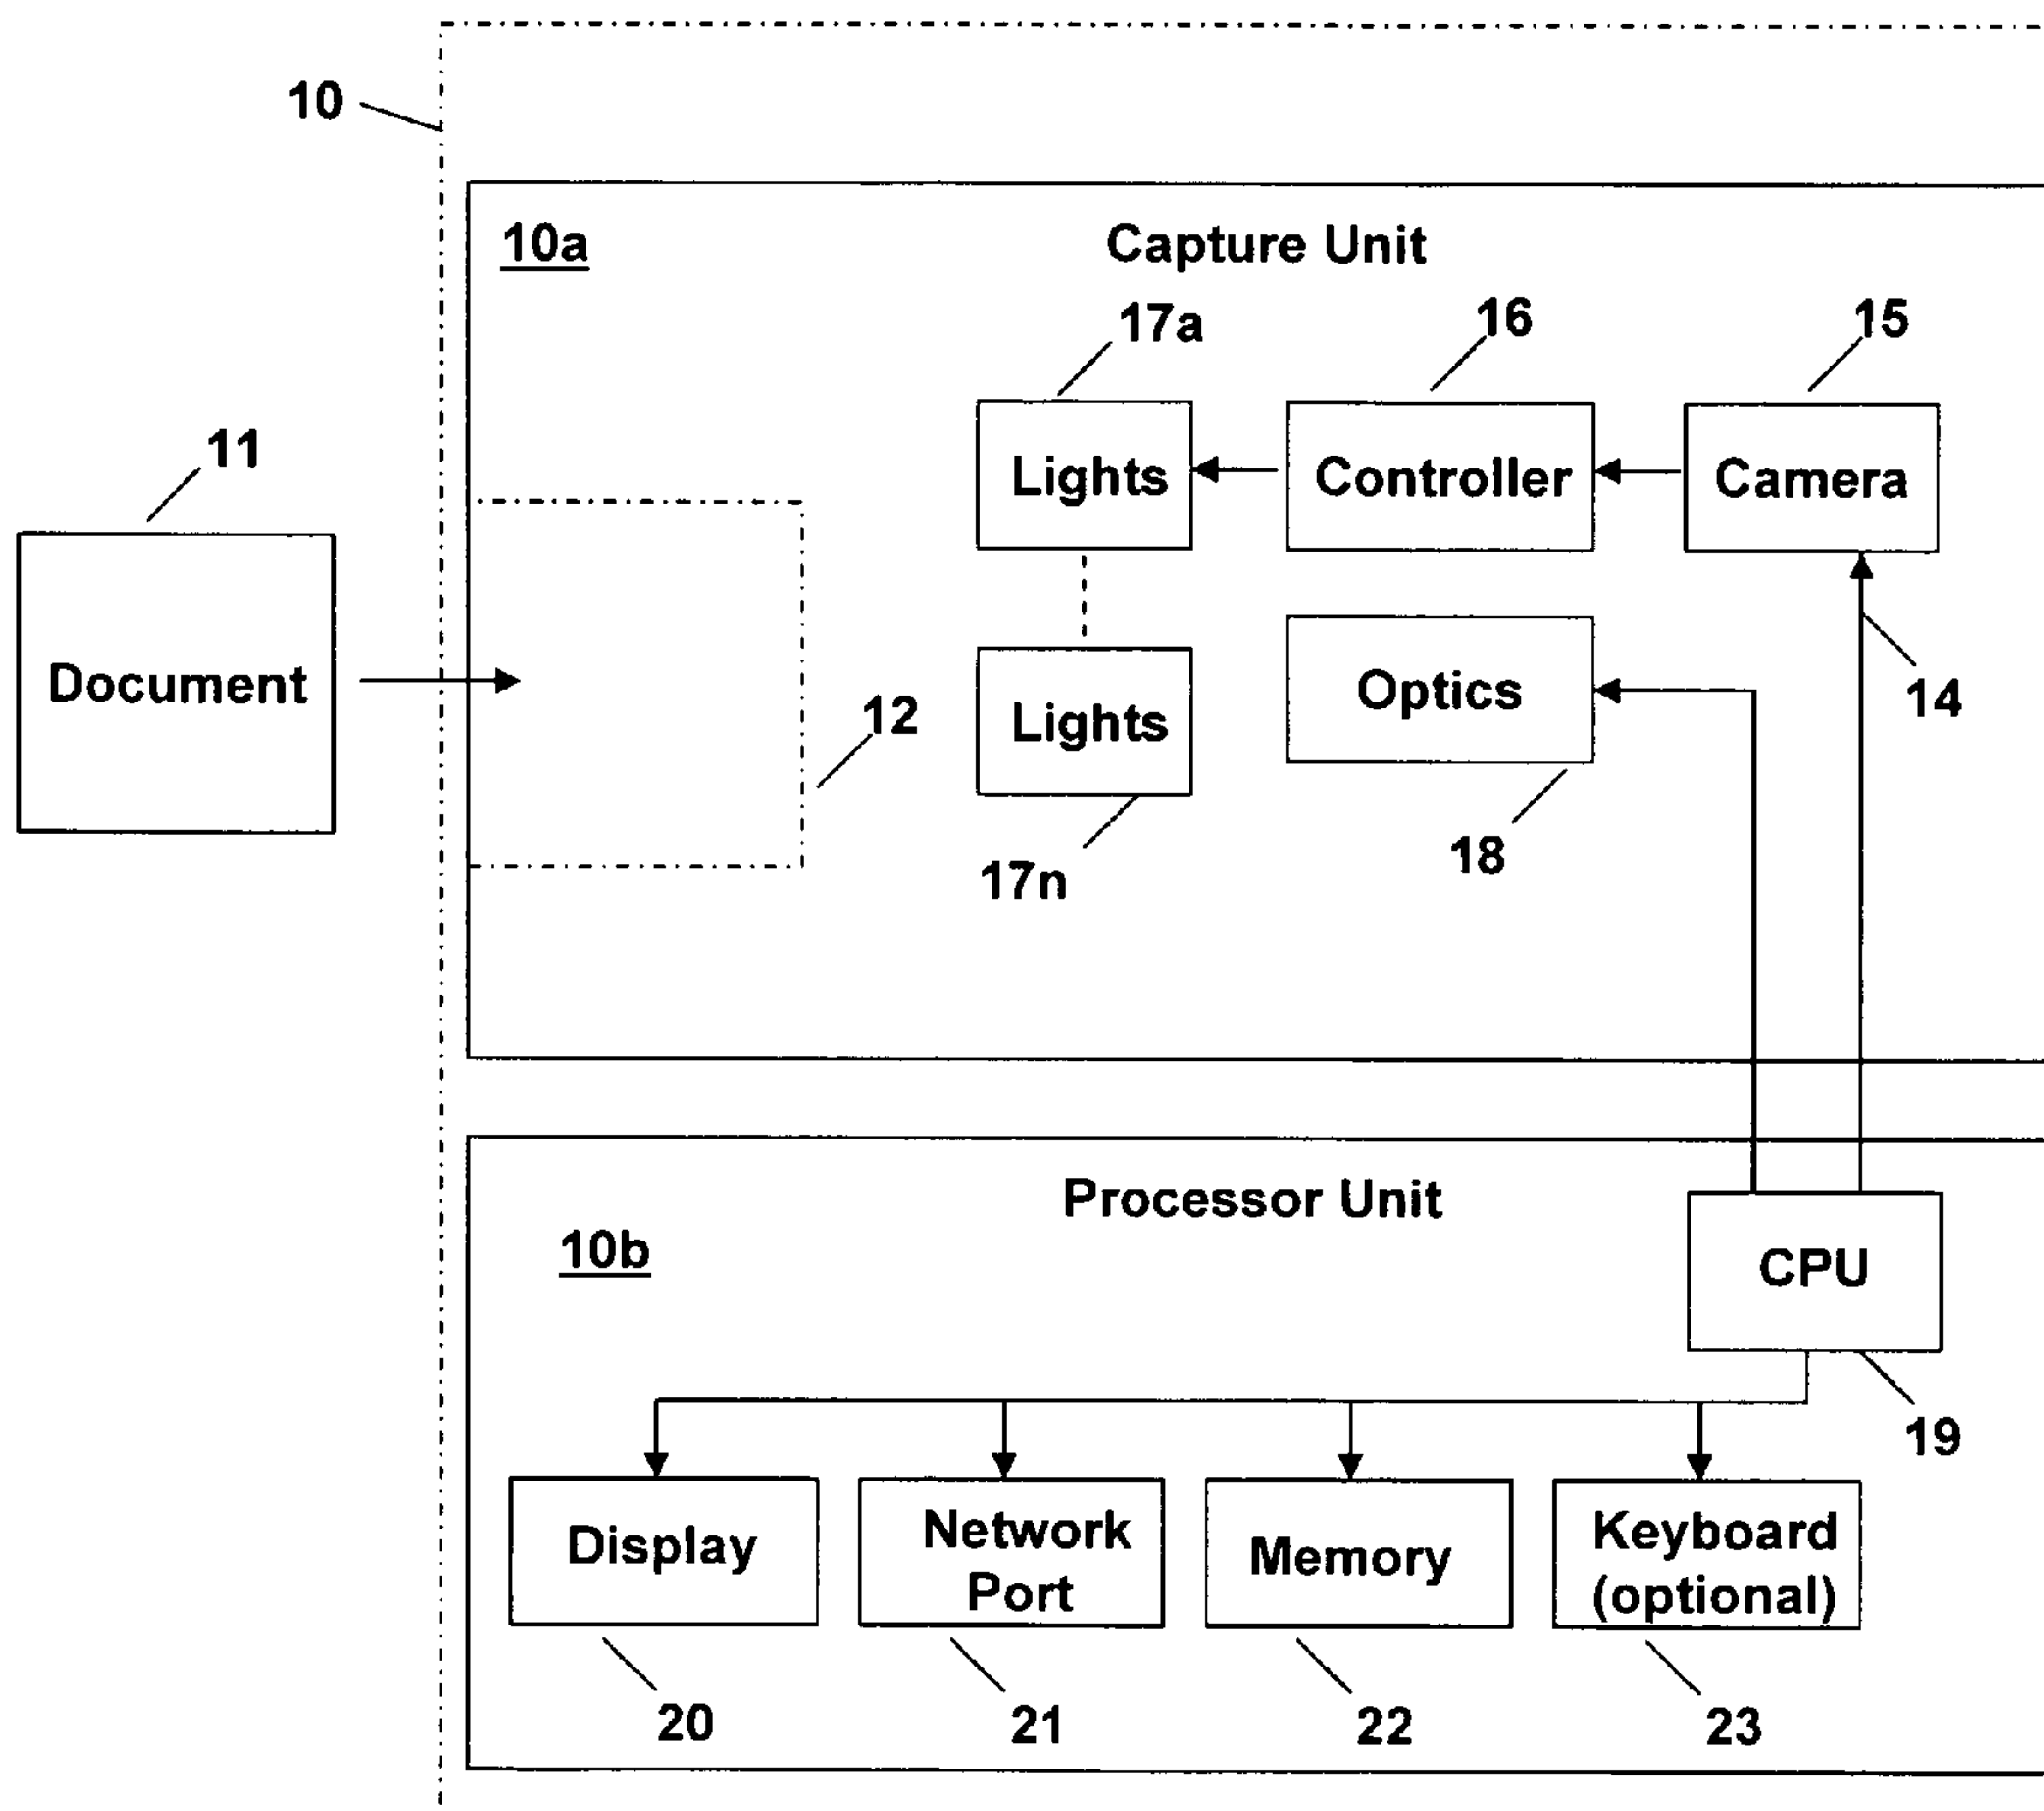 10
10a
Capture Unit
17a
16
15
11
Lights
Controller
Camera
Document
12
Lights
Optics
14
17n
18
Processor Unit
10b
CPU
19
Display
Network
Port
Memory
Keyboard
(optional)
20
21
22
23